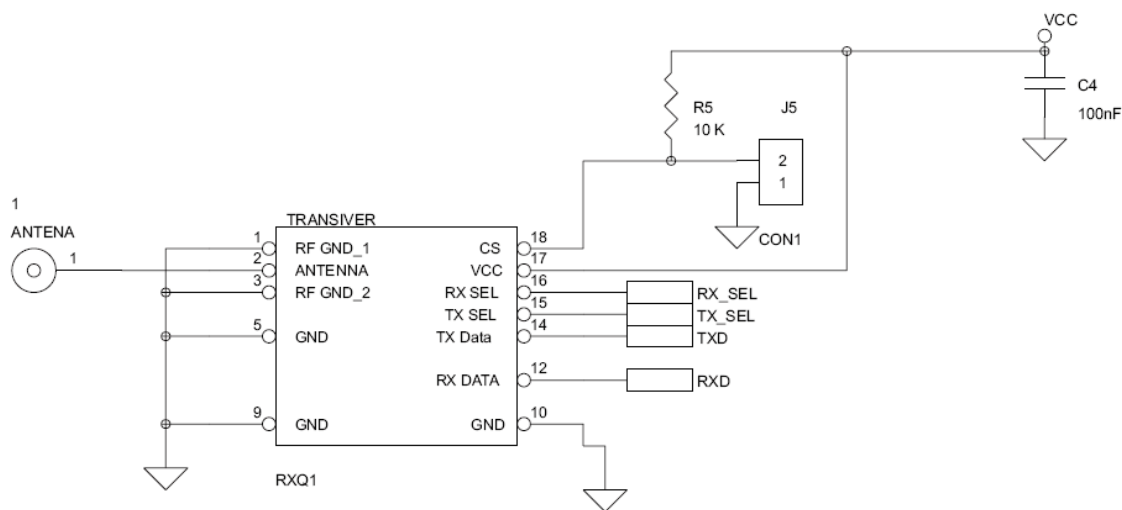 VCC
C4
100nF
R5
10 K
J5
2
1
CON1
1
ANTENA
1
TRANSIVER
1 RF GND_1 CS 18
2 ANTENNA VCC 17
3 RF GND_2 RX SEL 16 RX_SEL
TX SEL 15 TX_SEL
5 GND TX Data 14 TXD
RX DATA 12 RXD
9 GND GND 10
RXQ1